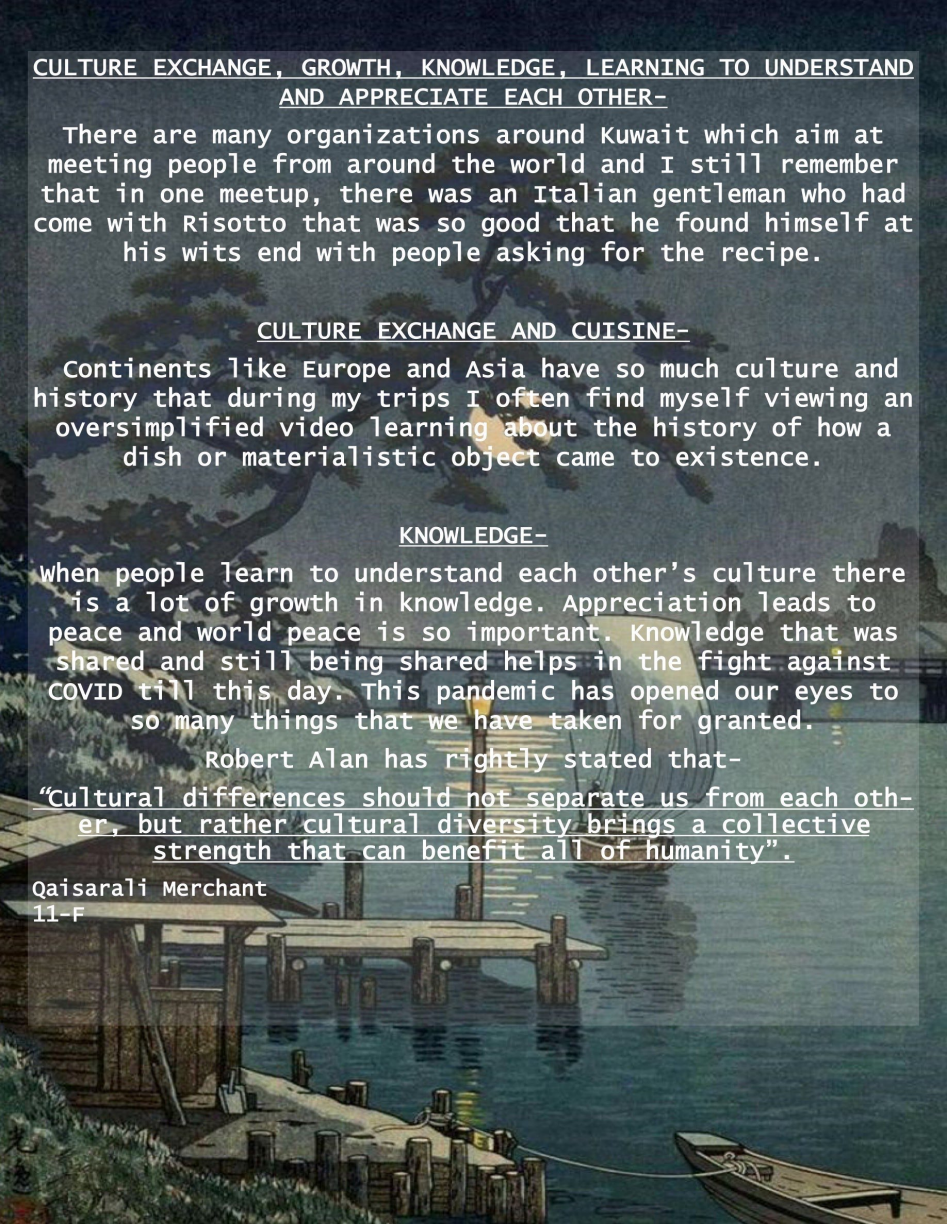 CULTURE EXCHANGE, GROWTH, KNOWLEDGE, LEARNING TO UNDERSTAND
AND APPRECIATE EACH OTHER-
There are many organizations around Kuwait which aim at
meeting people from around the world and I still remember
that in one meetup, there was an Italian gentleman who had
come with Risotto that was so good that he found himself at
his wits end with people asking for the recipe.
CULTURE EXCHANGE AND CUISINE-
Continents like Europe and Asia have so much culture and
history that during my trips I often find myself viewing an
oversimplified video learning about the history of how a
dish or materialistic object came to existence.
KNOWLEDGE-
When people learn to understand each other’s culture there
is a lot of growth in knowledge. Appreciation leads to
peace and world peace is so important. Knowledge that was
shared and still being shared helps in the fight against
COVID till this day. This pandemic has opened our eyes to
so many things that we have taken for granted.
Robert Alan has rightly stated that-
“Cultural differences should not separate us from each oth-
er, but rather cultural diversity brings a collective
strength that can benefit all of humanity”.
Qaisarali Merchant
11-F